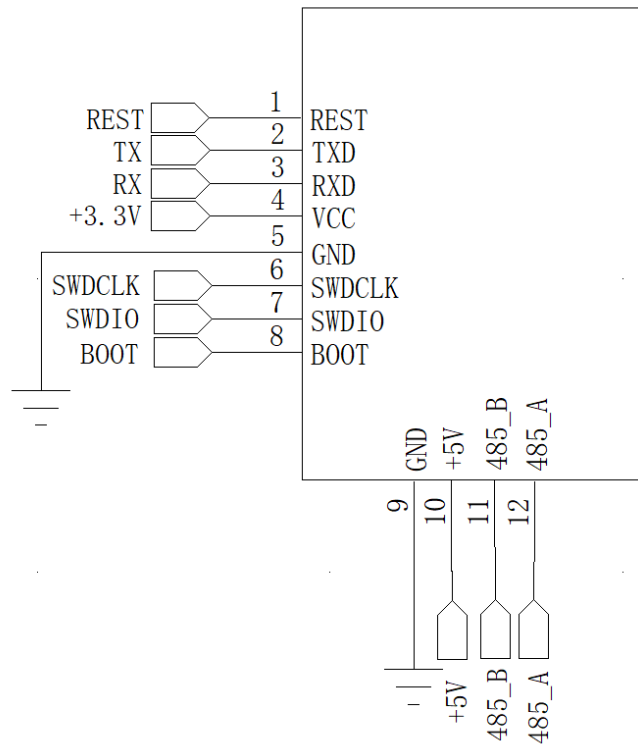 REST 1 REST
TX 2 TXD
RX 3 RXD
+3.3V 4 VCC
5 GND
SWDCLK 6 SWDCLK
SWDIO 7 SWDIO
BOOT 8 BOOT
GND +5V 485_B 485_A
9 10 11 12
+5V 485_B 485_A